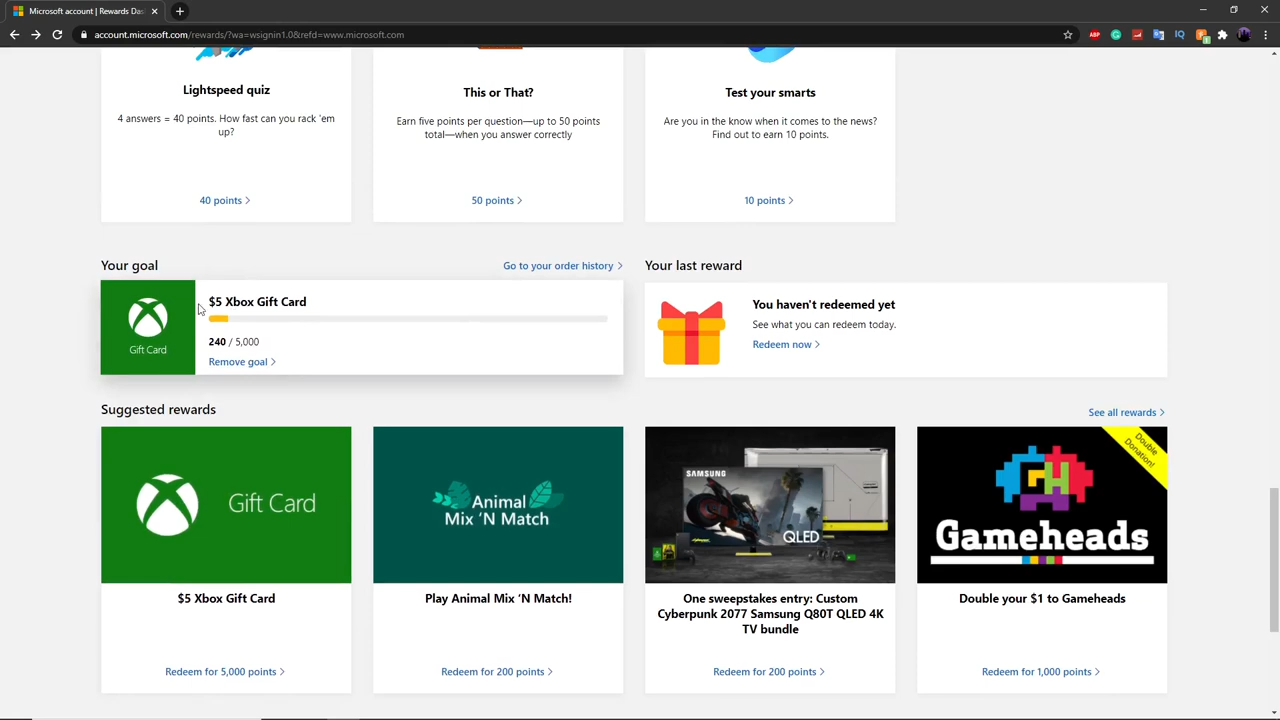 Microsoft account | Rewards Das
account.microsoft.com/rewards/?wa=wsignin1.0&refd=www.microsoft.com
ABP
IQ
1
Lightspeed quiz
4 answers = 40 points. How fast can you rack 'em
up?
40 points
This or That?
Earn five points per question—up to 50 points
total—when you answer correctly
50 points
Test your smarts
Are you in the know when it comes to the news?
Find out to earn 10 points.
10 points
Your goal
Go to your order history
Gift Card
$5 Xbox Gift Card
240 / 5,000
Remove goal
Your last reward
You haven't redeemed yet
See what you can redeem today.
Redeem now
Suggested rewards
See all rewards
Gift Card
$5 Xbox Gift Card
Redeem for 5,000 points
Animal
Mix 'N Match
Play Animal Mix 'N Match!
Redeem for 200 points
SAMSUNG
QLED
One sweepstakes entry: Custom
Cyberpunk 2077 Samsung Q80T QLED 4K
TV bundle
Redeem for 200 points
Double
Donation!
GH
Gameheads
Double your $1 to Gameheads
Redeem for 1,000 points